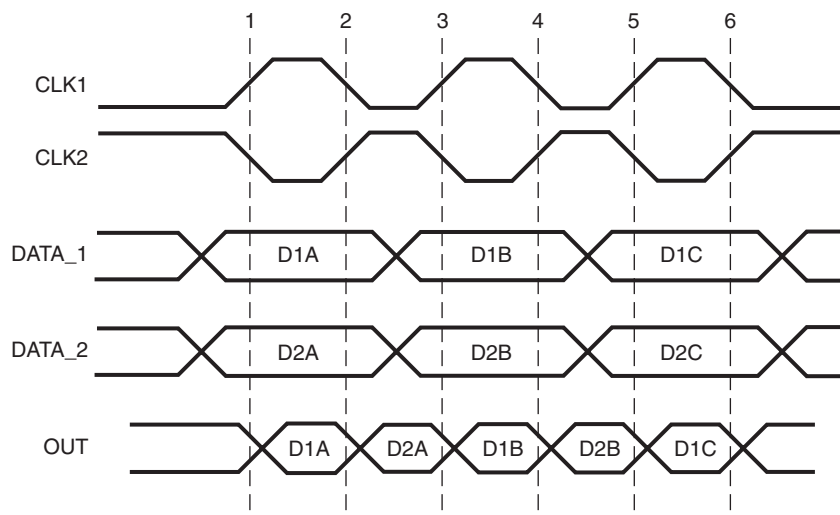 1 2 3 4 5 6
CLK1
CLK2
DATA_1 D1A D1B D1C
DATA_2 D2A D2B D2C
OUT D1A D2A D1B D2B D1C